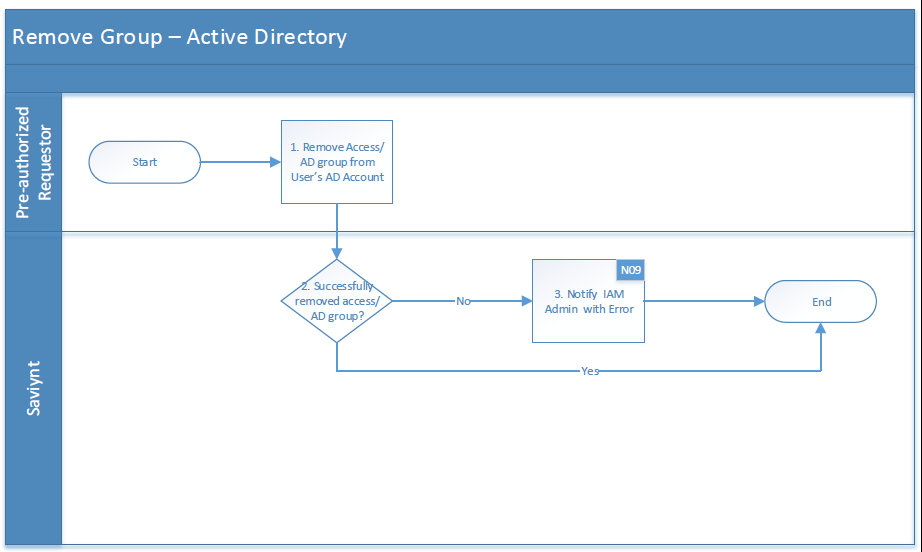 Remove Group – Active Directory
Pre-authorized
Requestor
Start
1. Remove Access/
AD group from
User's AD Account
Saviynt
2. Successfully
removed access/
AD group?
No
N09
3. Notify IAM
Admin with Error
End
Yes